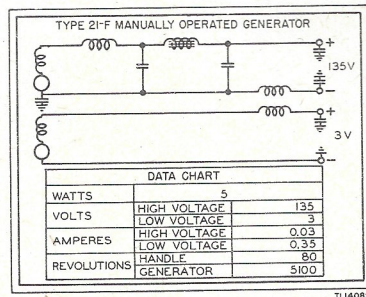 TYPE 21-F MANUALLY OPERATED GENERATOR
+
135V
-
+
3V
-
DATA CHART
WATTS 5
VOLTS HIGH VOLTAGE 135
LOW VOLTAGE 3
AMPERES HIGH VOLTAGE 0.03
LOW VOLTAGE 0.35
REVOLUTIONS HANDLE 80
GENERATOR 5100